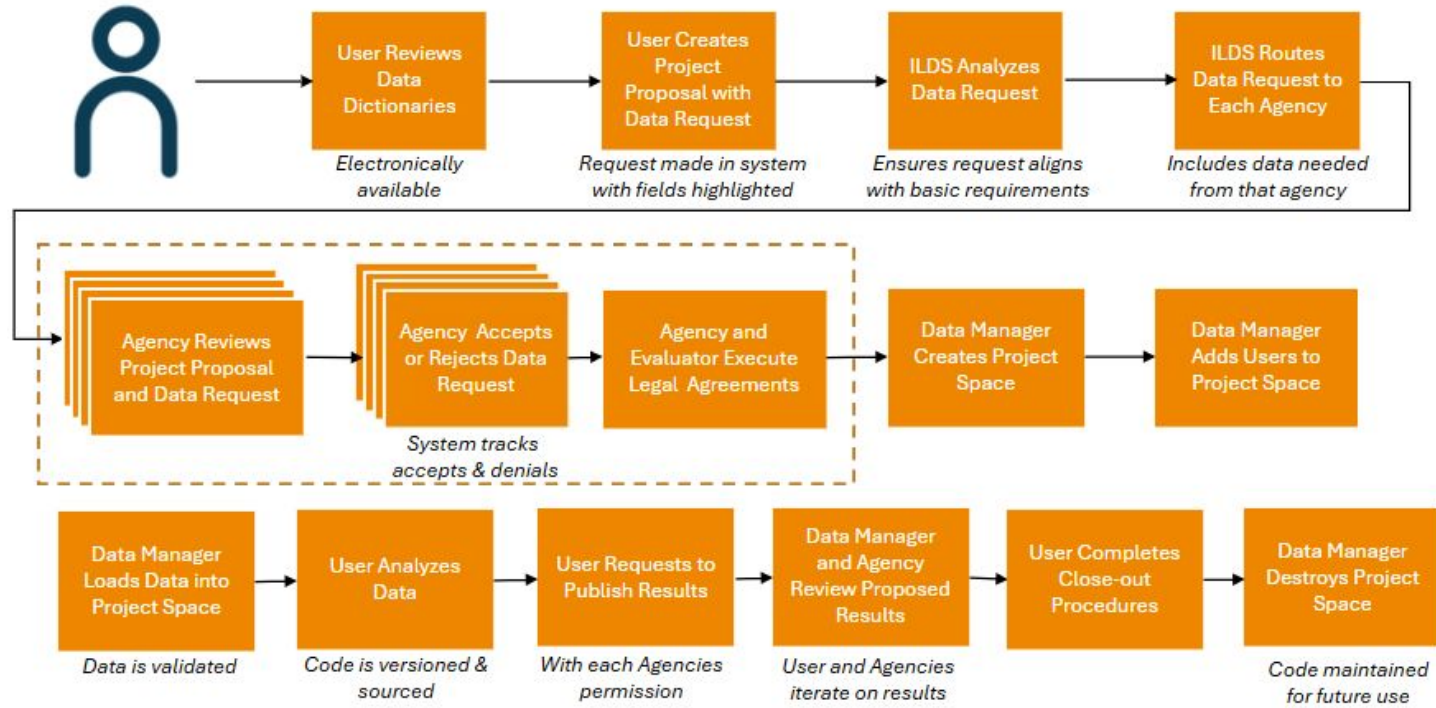 User Reviews
Data
Dictionaries
Electronically
available
User Creates
Project
Proposal with
Data Request
Request made in system
with fields highlighted
ILDS Analyzes
Data Request
Ensures request aligns
with basic requirements
ILDS Routes
Data Request to
Each Agency
Includes data needed
from that agency
Agency Reviews
Project Proposal
and Data Request
Agency Accepts
or Rejects Data
Request
System tracks
accepts & denials
Agency and
Evaluator Execute
Legal Agreements
Data Manager
Creates Project
Space
Data Manager
Adds Users to
Project Space
Data Manager
Loads Data into
Project Space
Data is validated
User Analyzes
Data
Code is versioned &
sourced
User Requests to
Publish Results
With each Agencies
permission
Data Manager
and Agency
Review Proposed
Results
User and Agencies
iterate on results
User Completes
Close-out
Procedures
Data Manager
Destroys Project
Space
Code maintained
for future use